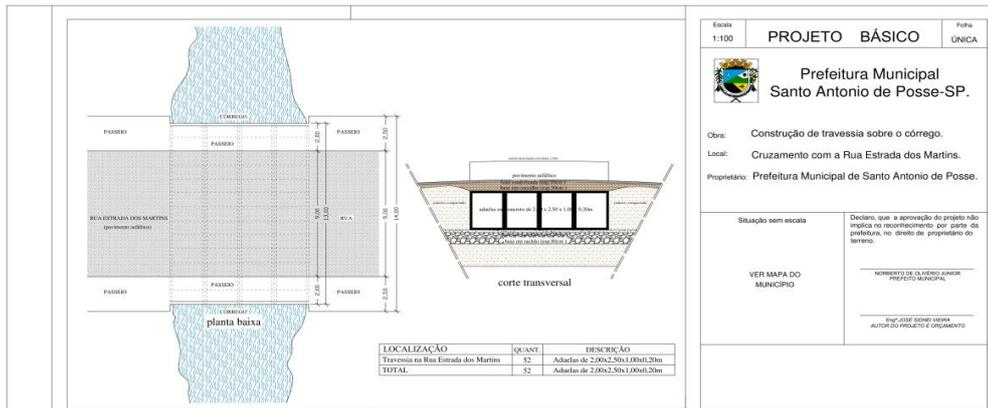 CÓRREGO
PASSEIO
PASSEIO
PASSEIO
2,00
2,50
RUA ESTRADA DOS MARTINS
(pavimento asfáltico)
9,00
13,00
RUA
9,00
14,00
PASSEIO
PASSEIO
PASSEIO
2,00
2,50
CÓRREGO
planta baixa
pavimento asfáltico
base em rachão (esp.
corte transversal
LOCALIZAÇÃO QUANT. DESCRIÇÃO
Travessia na Rua Estrada dos Martins 52 Aduelas de 2,00x2,50x1,00x0,20m
TOTAL 52 Aduelas de 2,00x2,50x1,00x0,20m
Escala
1:100
PROJETO BÁSICO
Folha
ÚNICA
Prefeitura Municipal
Santo Antonio de Posse-SP.
Obra: Construção de travessia sobre o córrego.
Local: Cruzamento com a Rua Estrada dos Martins.
Proprietário: Prefeitura Municipal de Santo Antonio de Posse.
Situação sem escala
VER MAPA DO
MUNICÍPIO
Declaro, que a aprovação do projeto não
implica no reconhecimento por parte da
prefeitura, no direito de proprietário do
terreno.
NORBERTO DE OLIVÉRIO JUNIOR
PREFEITO MUNICIPAL
Engº JOSÉ SIDNEI VIEIRA
AUTOR DO PROJETO E ORÇAMENTO